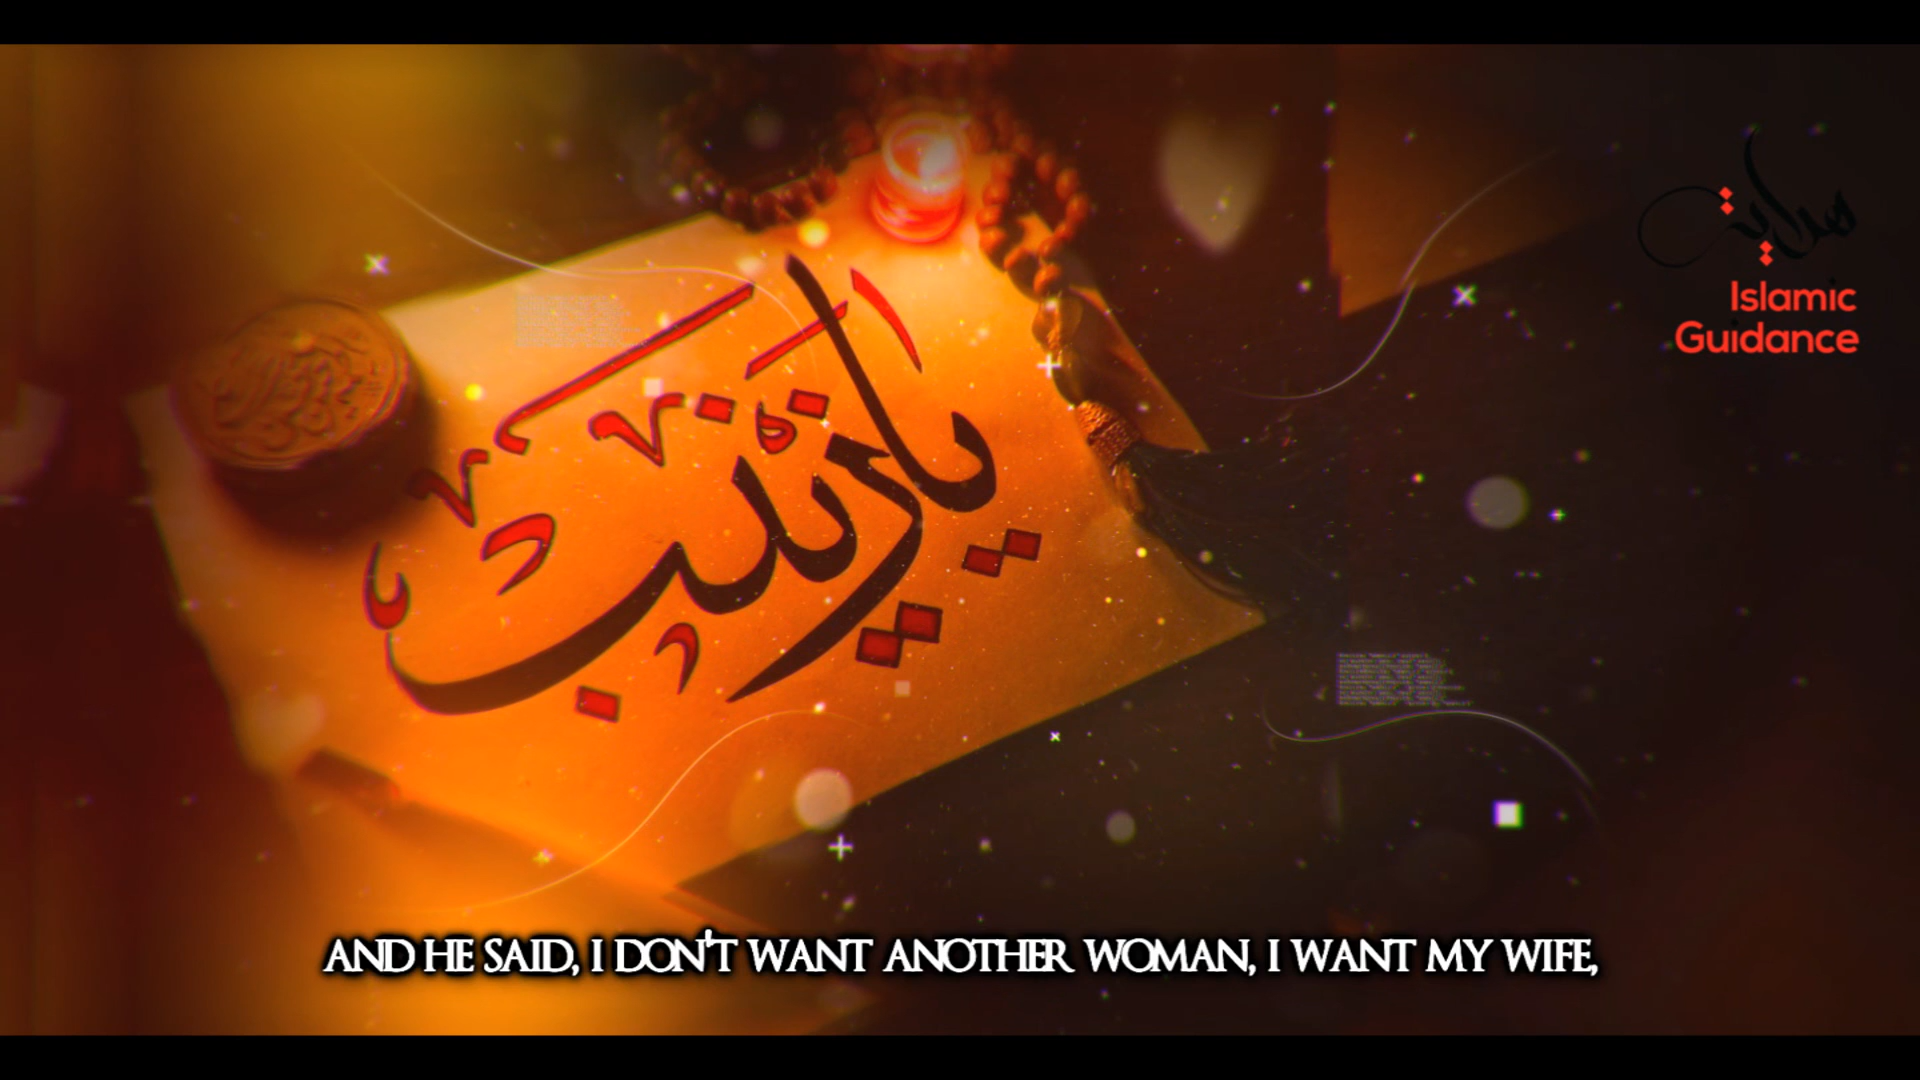 هداية
Islamic
Guidance
يا زينب
AND HE SAID, I DON'T WANT ANOTHER WOMAN, I WANT MY WIFE,